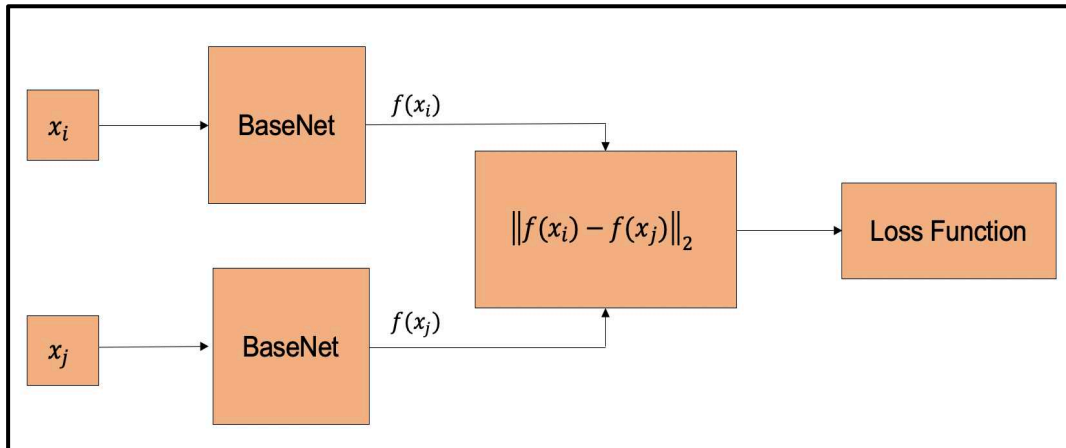 x_i
BaseNet
f(x_i)
‖f(x_i) − f(x_j)‖_2
Loss Function
x_j
BaseNet
f(x_j)